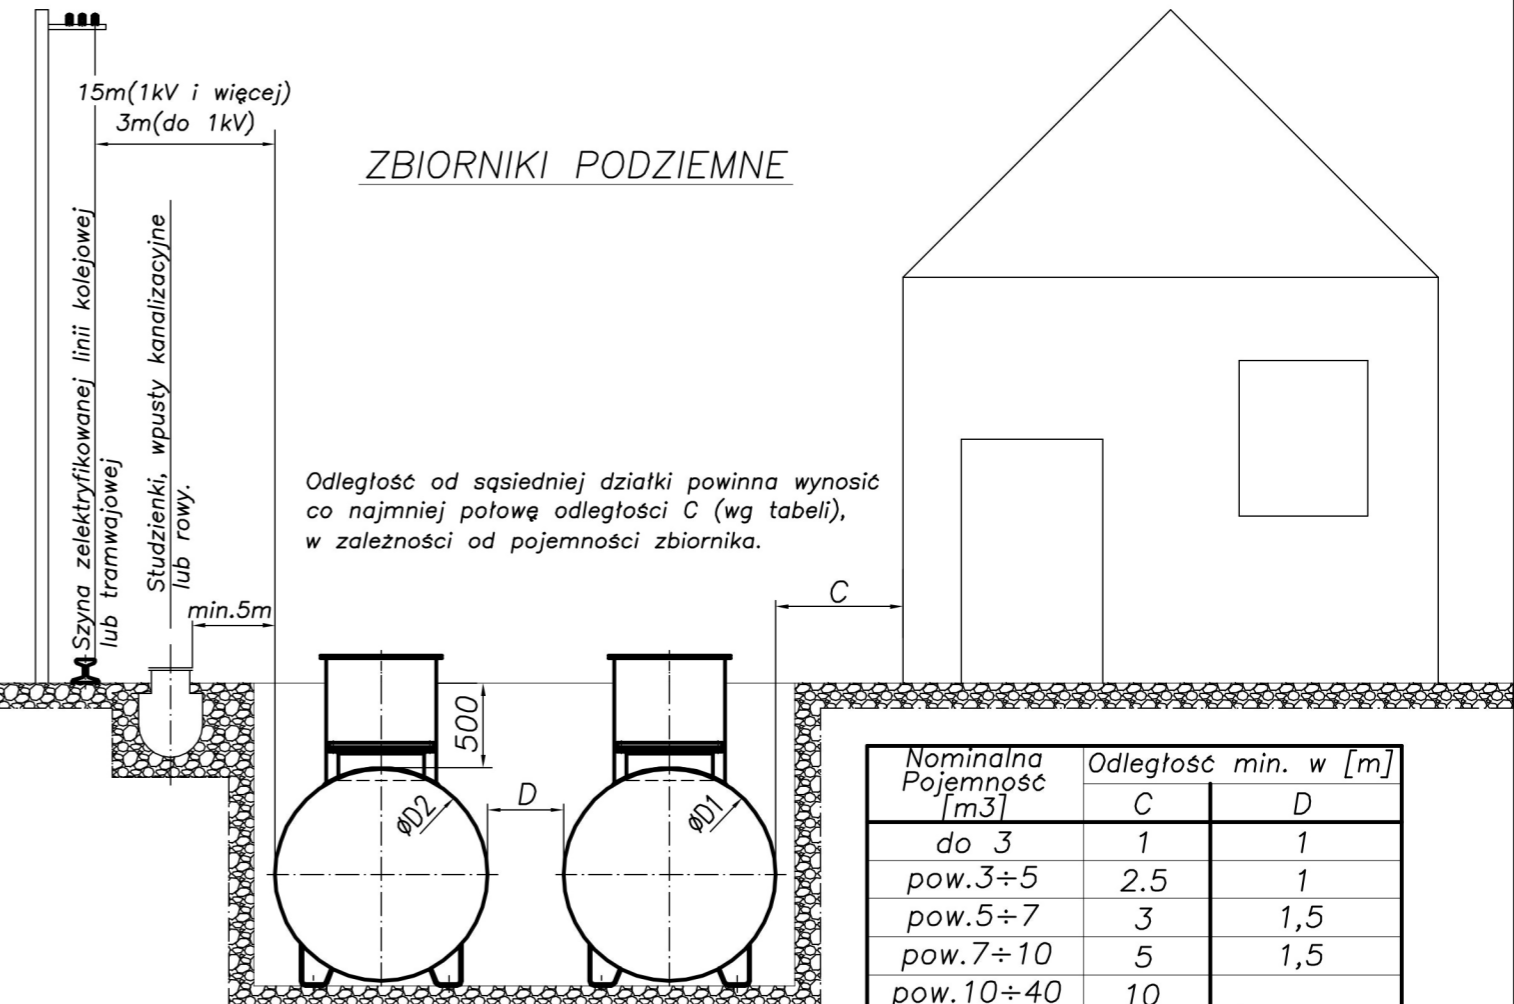 15m(1kV i więcej)
3m(do 1kV)
ZBIORNIKI PODZIEMNE
Szyna zelektryfikowanej linii kolejowej
lub tramwajowej
Studzienki, wpusty kanalizacyjne
lub rowy.
Odległość od sąsiedniej działki powinna wynosić
co najmniej połowę odległości C (wg tabeli),
w zależności od pojemności zbiornika.
min.5m
C
500
D
øD2
øD1
Nominalna
Pojemność
[m3]
Odległość min. w [m]
C D
do 3 1 1
pow.3÷5 2.5 1
pow.5÷7 3 1,5
pow.7÷10 5 1,5
pow.10÷40 10